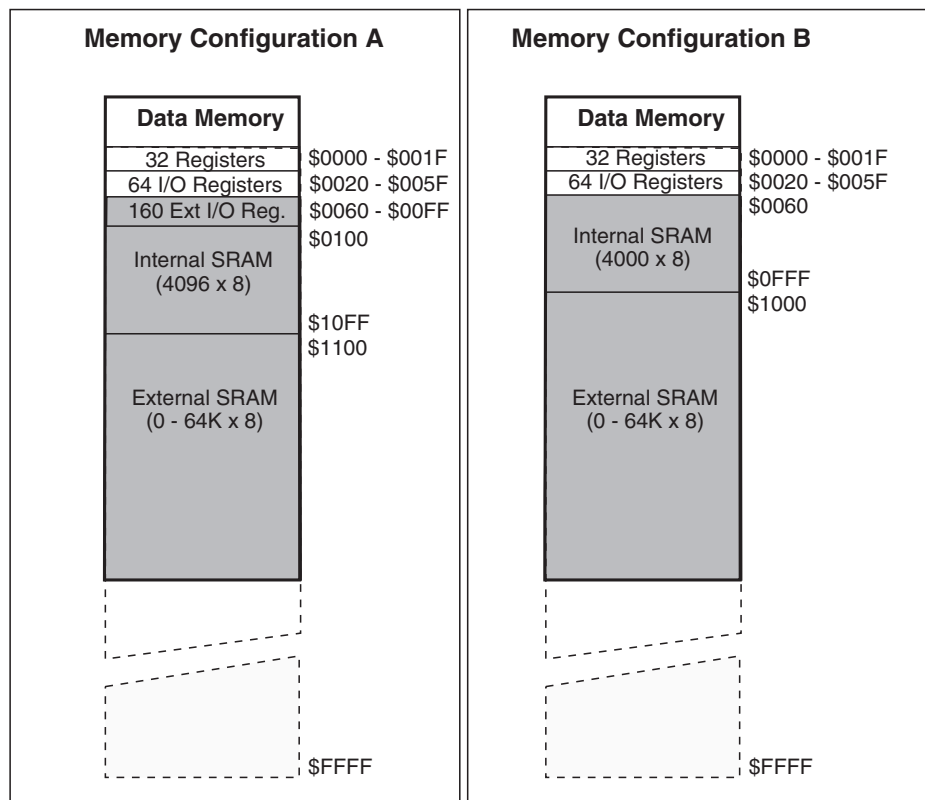 Memory Configuration A
Data Memory
32 Registers
$0000 - $001F
64 I/O Registers
$0020 - $005F
160 Ext I/O Reg.
$0060 - $00FF
$0100
Internal SRAM
(4096 x 8)
$10FF
$1100
External SRAM
(0 - 64K x 8)
$FFFF
Memory Configuration B
Data Memory
32 Registers
$0000 - $001F
64 I/O Registers
$0020 - $005F
$0060
Internal SRAM
(4000 x 8)
$0FFF
$1000
External SRAM
(0 - 64K x 8)
$FFFF